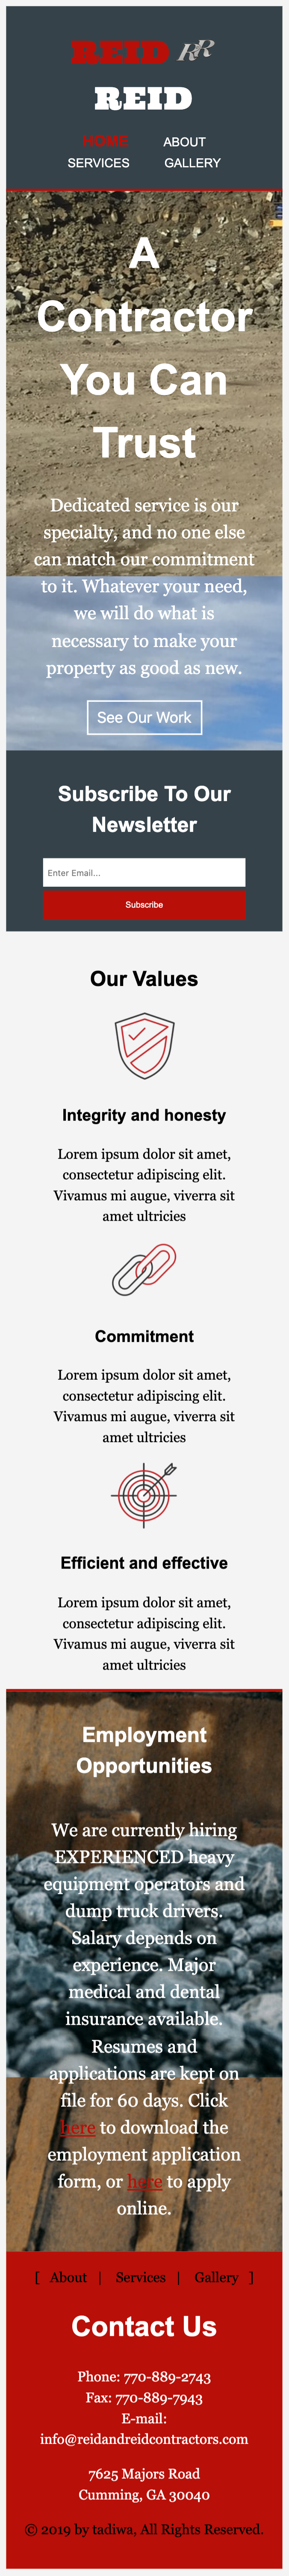 REID RR
REID
HOME ABOUT
SERVICES GALLERY
A
Contractor
You Can
Trust
Dedicated service is our
specialty, and no one else
can match our commitment
to it. Whatever your need,
we will do what is
necessary to make your
property as good as new.
See Our Work
Subscribe To Our
Newsletter
Enter Email...
Subscribe
Our Values
Integrity and honesty
Lorem ipsum dolor sit amet,
consectetur adipiscing elit.
Vivamus mi augue, viverra sit
amet ultricies
Commitment
Lorem ipsum dolor sit amet,
consectetur adipiscing elit.
Vivamus mi augue, viverra sit
amet ultricies
Efficient and effective
Lorem ipsum dolor sit amet,
consectetur adipiscing elit.
Vivamus mi augue, viverra sit
amet ultricies
Employment
Opportunities
We are currently hiring
EXPERIENCED heavy
equipment operators and
dump truck drivers.
Salary depends on
experience. Major
medical and dental
insurance available.
Resumes and
applications are kept on
file for 60 days. Click
here to download the
employment application
form, or here to apply
online.
[ About | Services | Gallery ]
Contact Us
Phone: 770-889-2743
Fax: 770-889-7943
E-mail:
info@reidandreidcontractors.com
7625 Majors Road
Cumming, GA 30040
© 2019 by tadiwa, All Rights Reserved.